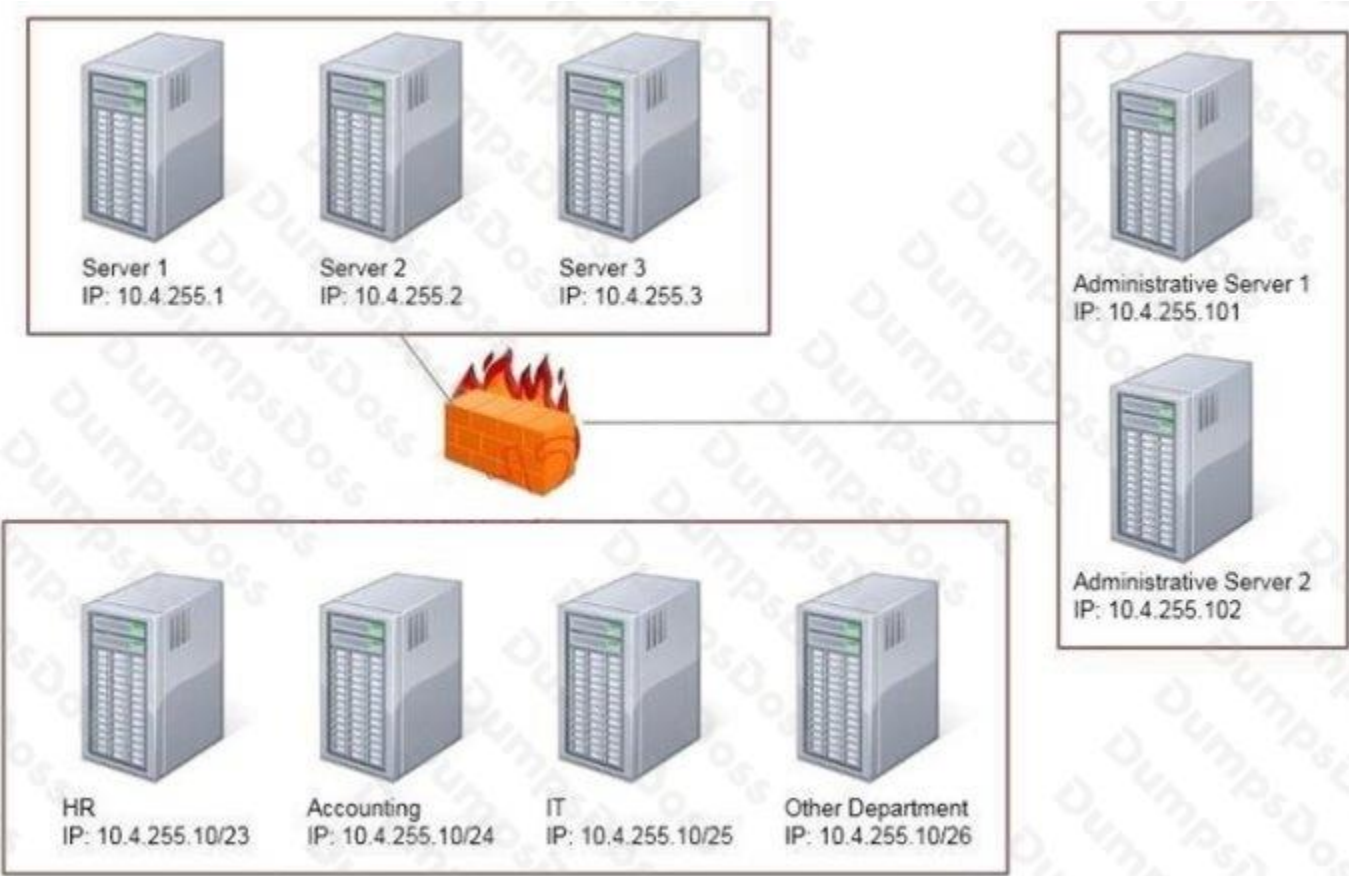 Server 1
IP: 10.4.255.1
Server 2
IP: 10.4.255.2
Server 3
IP: 10.4.255.3
Administrative Server 1
IP: 10.4.255.101
Administrative Server 2
IP: 10.4.255.102
HR
IP: 10.4.255.10/23
Accounting
IP: 10.4.255.10/24
IT
IP: 10.4.255.10/25
Other Department
IP: 10.4.255.10/26
DumpsDoss